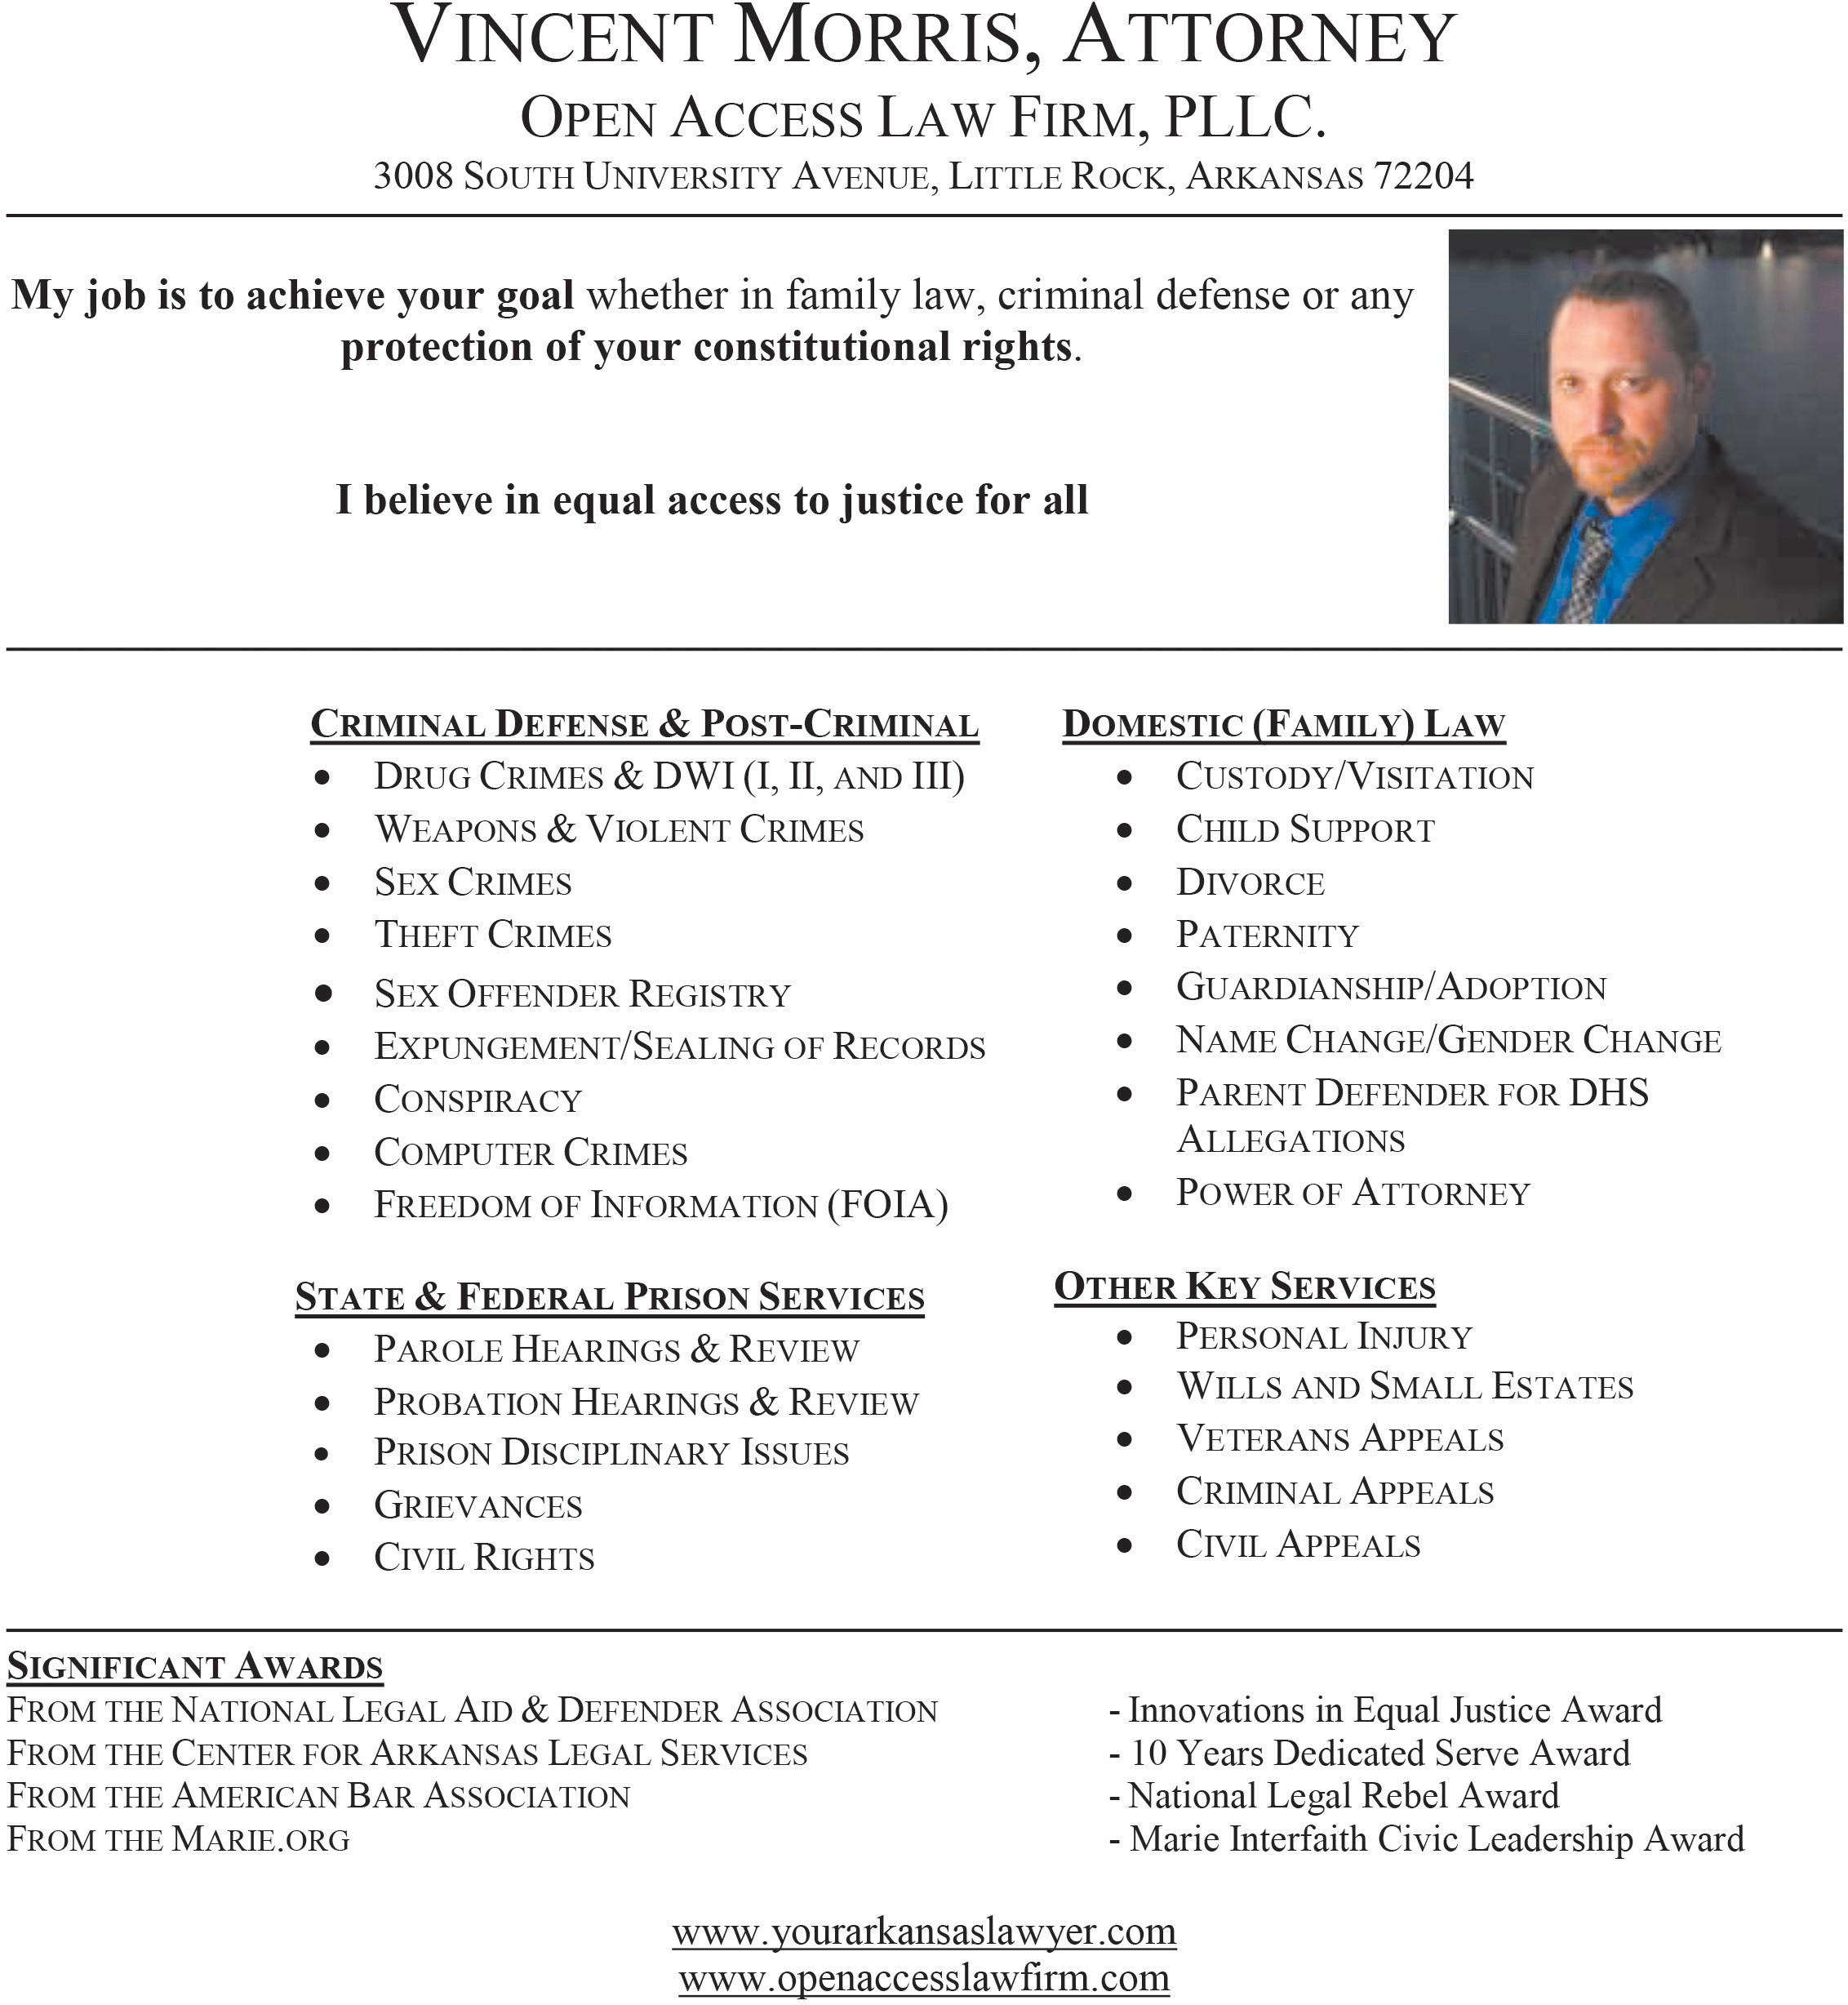 VINCENT MORRIS, ATTORNEY
OPEN ACCESS LAW FIRM, PLLC.
3008 SOUTH UNIVERSITY AVENUE, LITTLE ROCK, ARKANSAS 72204
My job is to achieve your goal whether in family law, criminal defense or any
protection of your constitutional rights.
I believe in equal access to justice for all
CRIMINAL DEFENSE & POST-CRIMINAL
• DRUG CRIMES & DWI (I, II, AND III)
• WEAPONS & VIOLENT CRIMES
• SEX CRIMES
• THEFT CRIMES
• SEX OFFENDER REGISTRY
• EXPUNGEMENT/SEALING OF RECORDS
• CONSPIRACY
• COMPUTER CRIMES
• FREEDOM OF INFORMATION (FOIA)
STATE & FEDERAL PRISON SERVICES
• PAROLE HEARINGS & REVIEW
• PROBATION HEARINGS & REVIEW
• PRISON DISCIPLINARY ISSUES
• GRIEVANCES
• CIVIL RIGHTS
DOMESTIC (FAMILY) LAW
• CUSTODY/VISITATION
• CHILD SUPPORT
• DIVORCE
• PATERNITY
• GUARDIANSHIP/ADOPTION
• NAME CHANGE/GENDER CHANGE
• PARENT DEFENDER FOR DHS
ALLEGATIONS
• POWER OF ATTORNEY
OTHER KEY SERVICES
• PERSONAL INJURY
• WILLS AND SMALL ESTATES
• VETERANS APPEALS
• CRIMINAL APPEALS
• CIVIL APPEALS
SIGNIFICANT AWARDS
FROM THE NATIONAL LEGAL AID & DEFENDER ASSOCIATION - Innovations in Equal Justice Award
FROM THE CENTER FOR ARKANSAS LEGAL SERVICES - 10 Years Dedicated Serve Award
FROM THE AMERICAN BAR ASSOCIATION - National Legal Rebel Award
FROM THE MARIE.ORG - Marie Interfaith Civic Leadership Award
www.yourarkansaslawyer.com
www.openaccesslawfirm.com